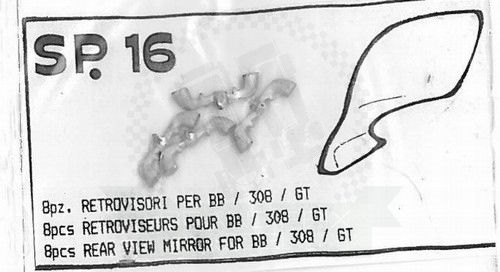 SP. 16
8pz. RETROVISORI PER BB / 308 / GT
8pcs RETROVISEURS POUR BB / 308 / GT
8pcs REAR VIEW MIRROR FOR BB / 308 / GT